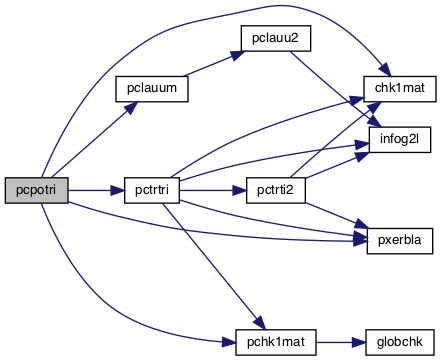 pclauu2
pclauum
chk1mat
infog2l
pcpotri
pctrtri
pctrti2
pxerbla
pchk1mat
globchk